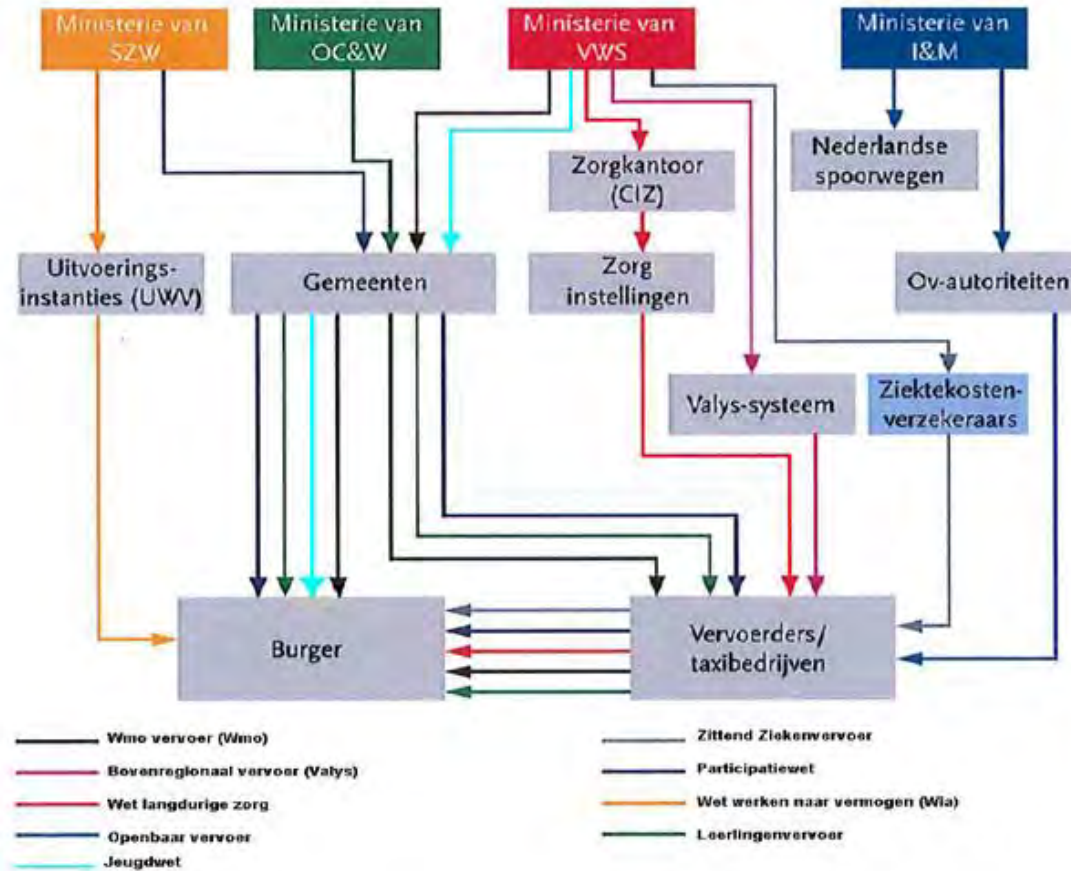 Ministerie van
SZW
Ministerie van
OC&W
Ministerie van
VWS
Ministerie van
I&M
Zorgkantoor
(CIZ)
Nederlandse
spoorwegen
Uitvoerings-
instanties (UWV)
Gemeenten
Zorg
instellingen
Ov-autoriteiten
Valys-systeem
Ziektekosten-
verzekeraars
Burger
Vervoerders/
taxibedrijven
Wmo vervoer (Wmo)
Bovenregionaal vervoer (Valys)
Wet langdurige zorg
Openbaar vervoer
Jeugdwet
Zittend Ziekenvervoer
Participatiewet
Wet werken naar vermogen (Wia)
Leerlingenvervoer